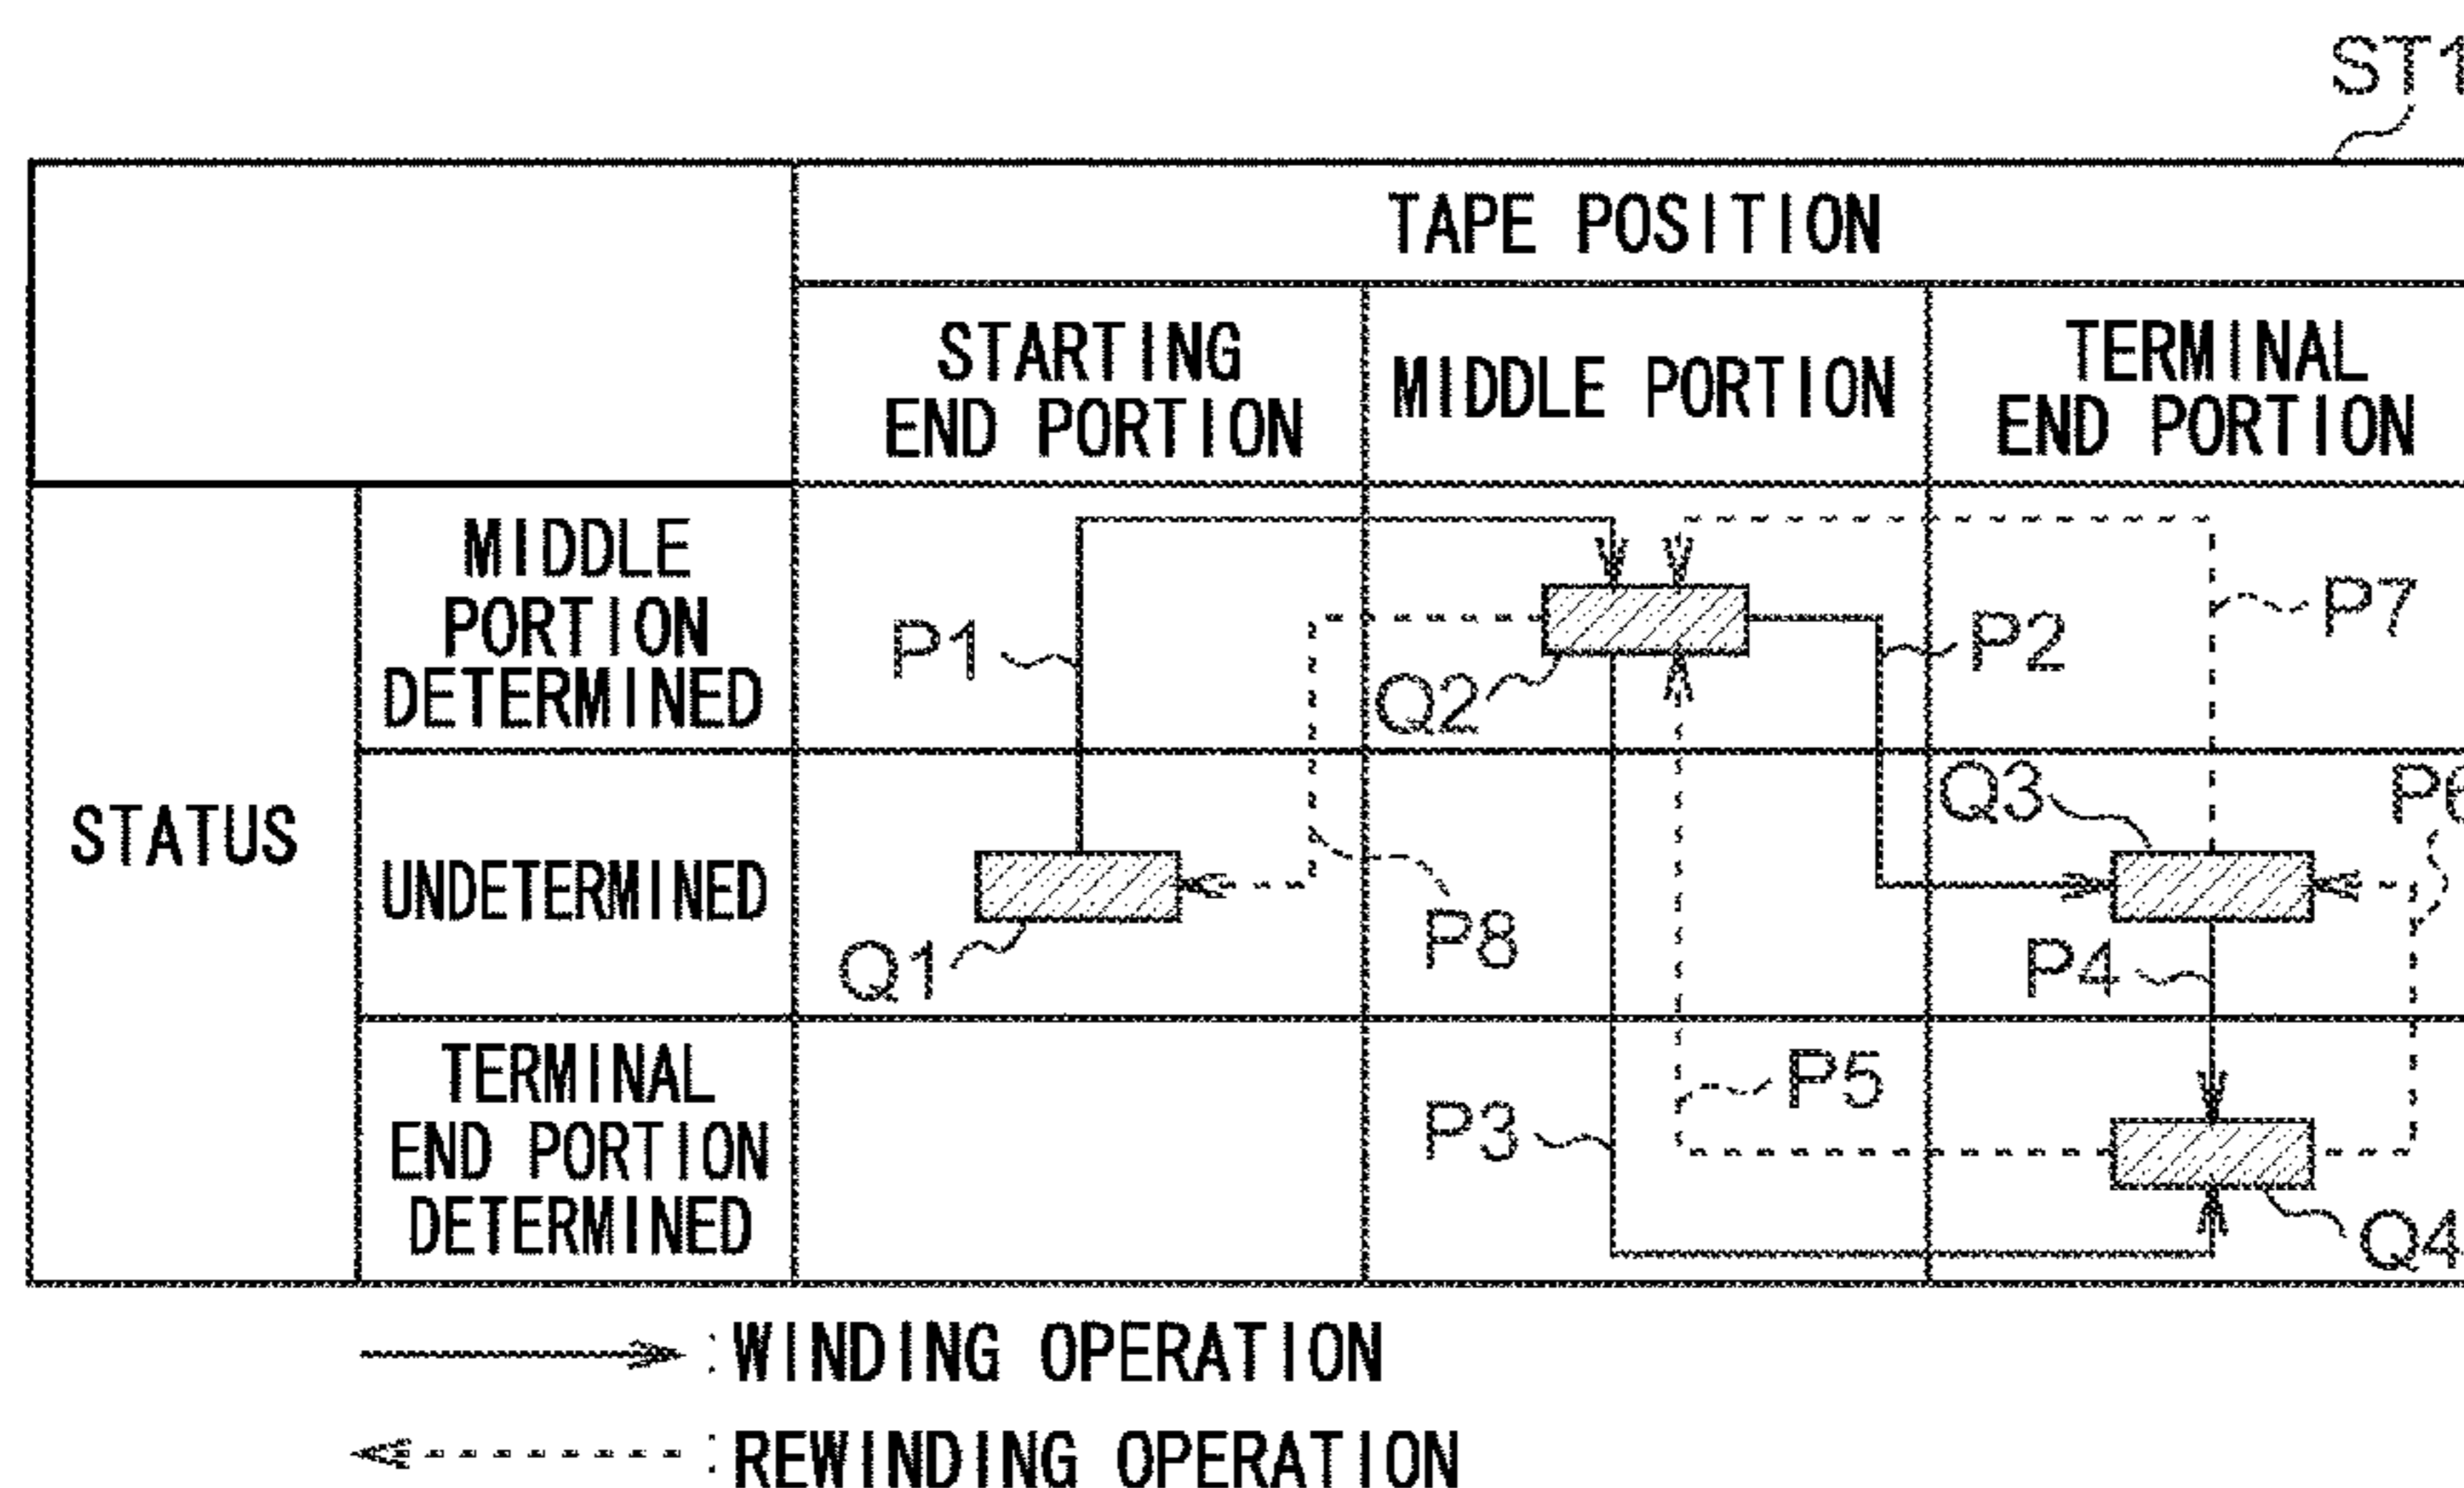 ST1
TAPE POSITION
STARTING
END PORTION
MIDDLE PORTION
TERMINAL
END PORTION
STATUS
MIDDLE
PORTION
DETERMINED
P1
Q2
P2
P7
UNDETERMINED
Q1
P8
Q3
P6
P4
TERMINAL
END PORTION
DETERMINED
P3
P5
Q4
: WINDING OPERATION
: REWINDING OPERATION